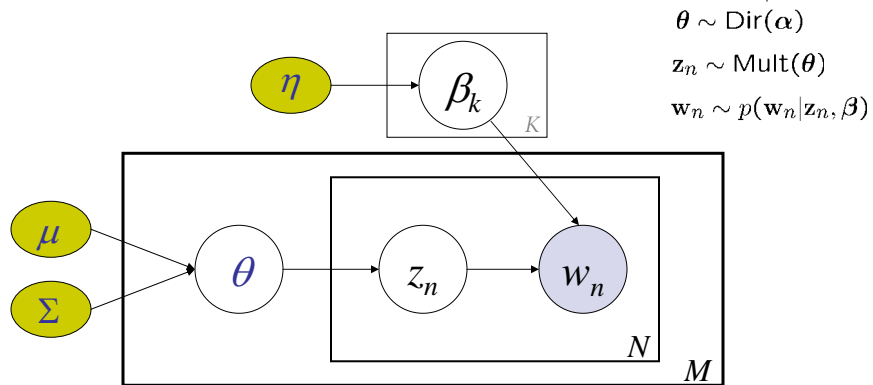 θ ∼ Dir(α)
z_n ∼ Mult(θ)
w_n ∼ p(w_n|z_n, β)
η
β_k
K
μ
Σ
θ
z_n
w_n
N
M